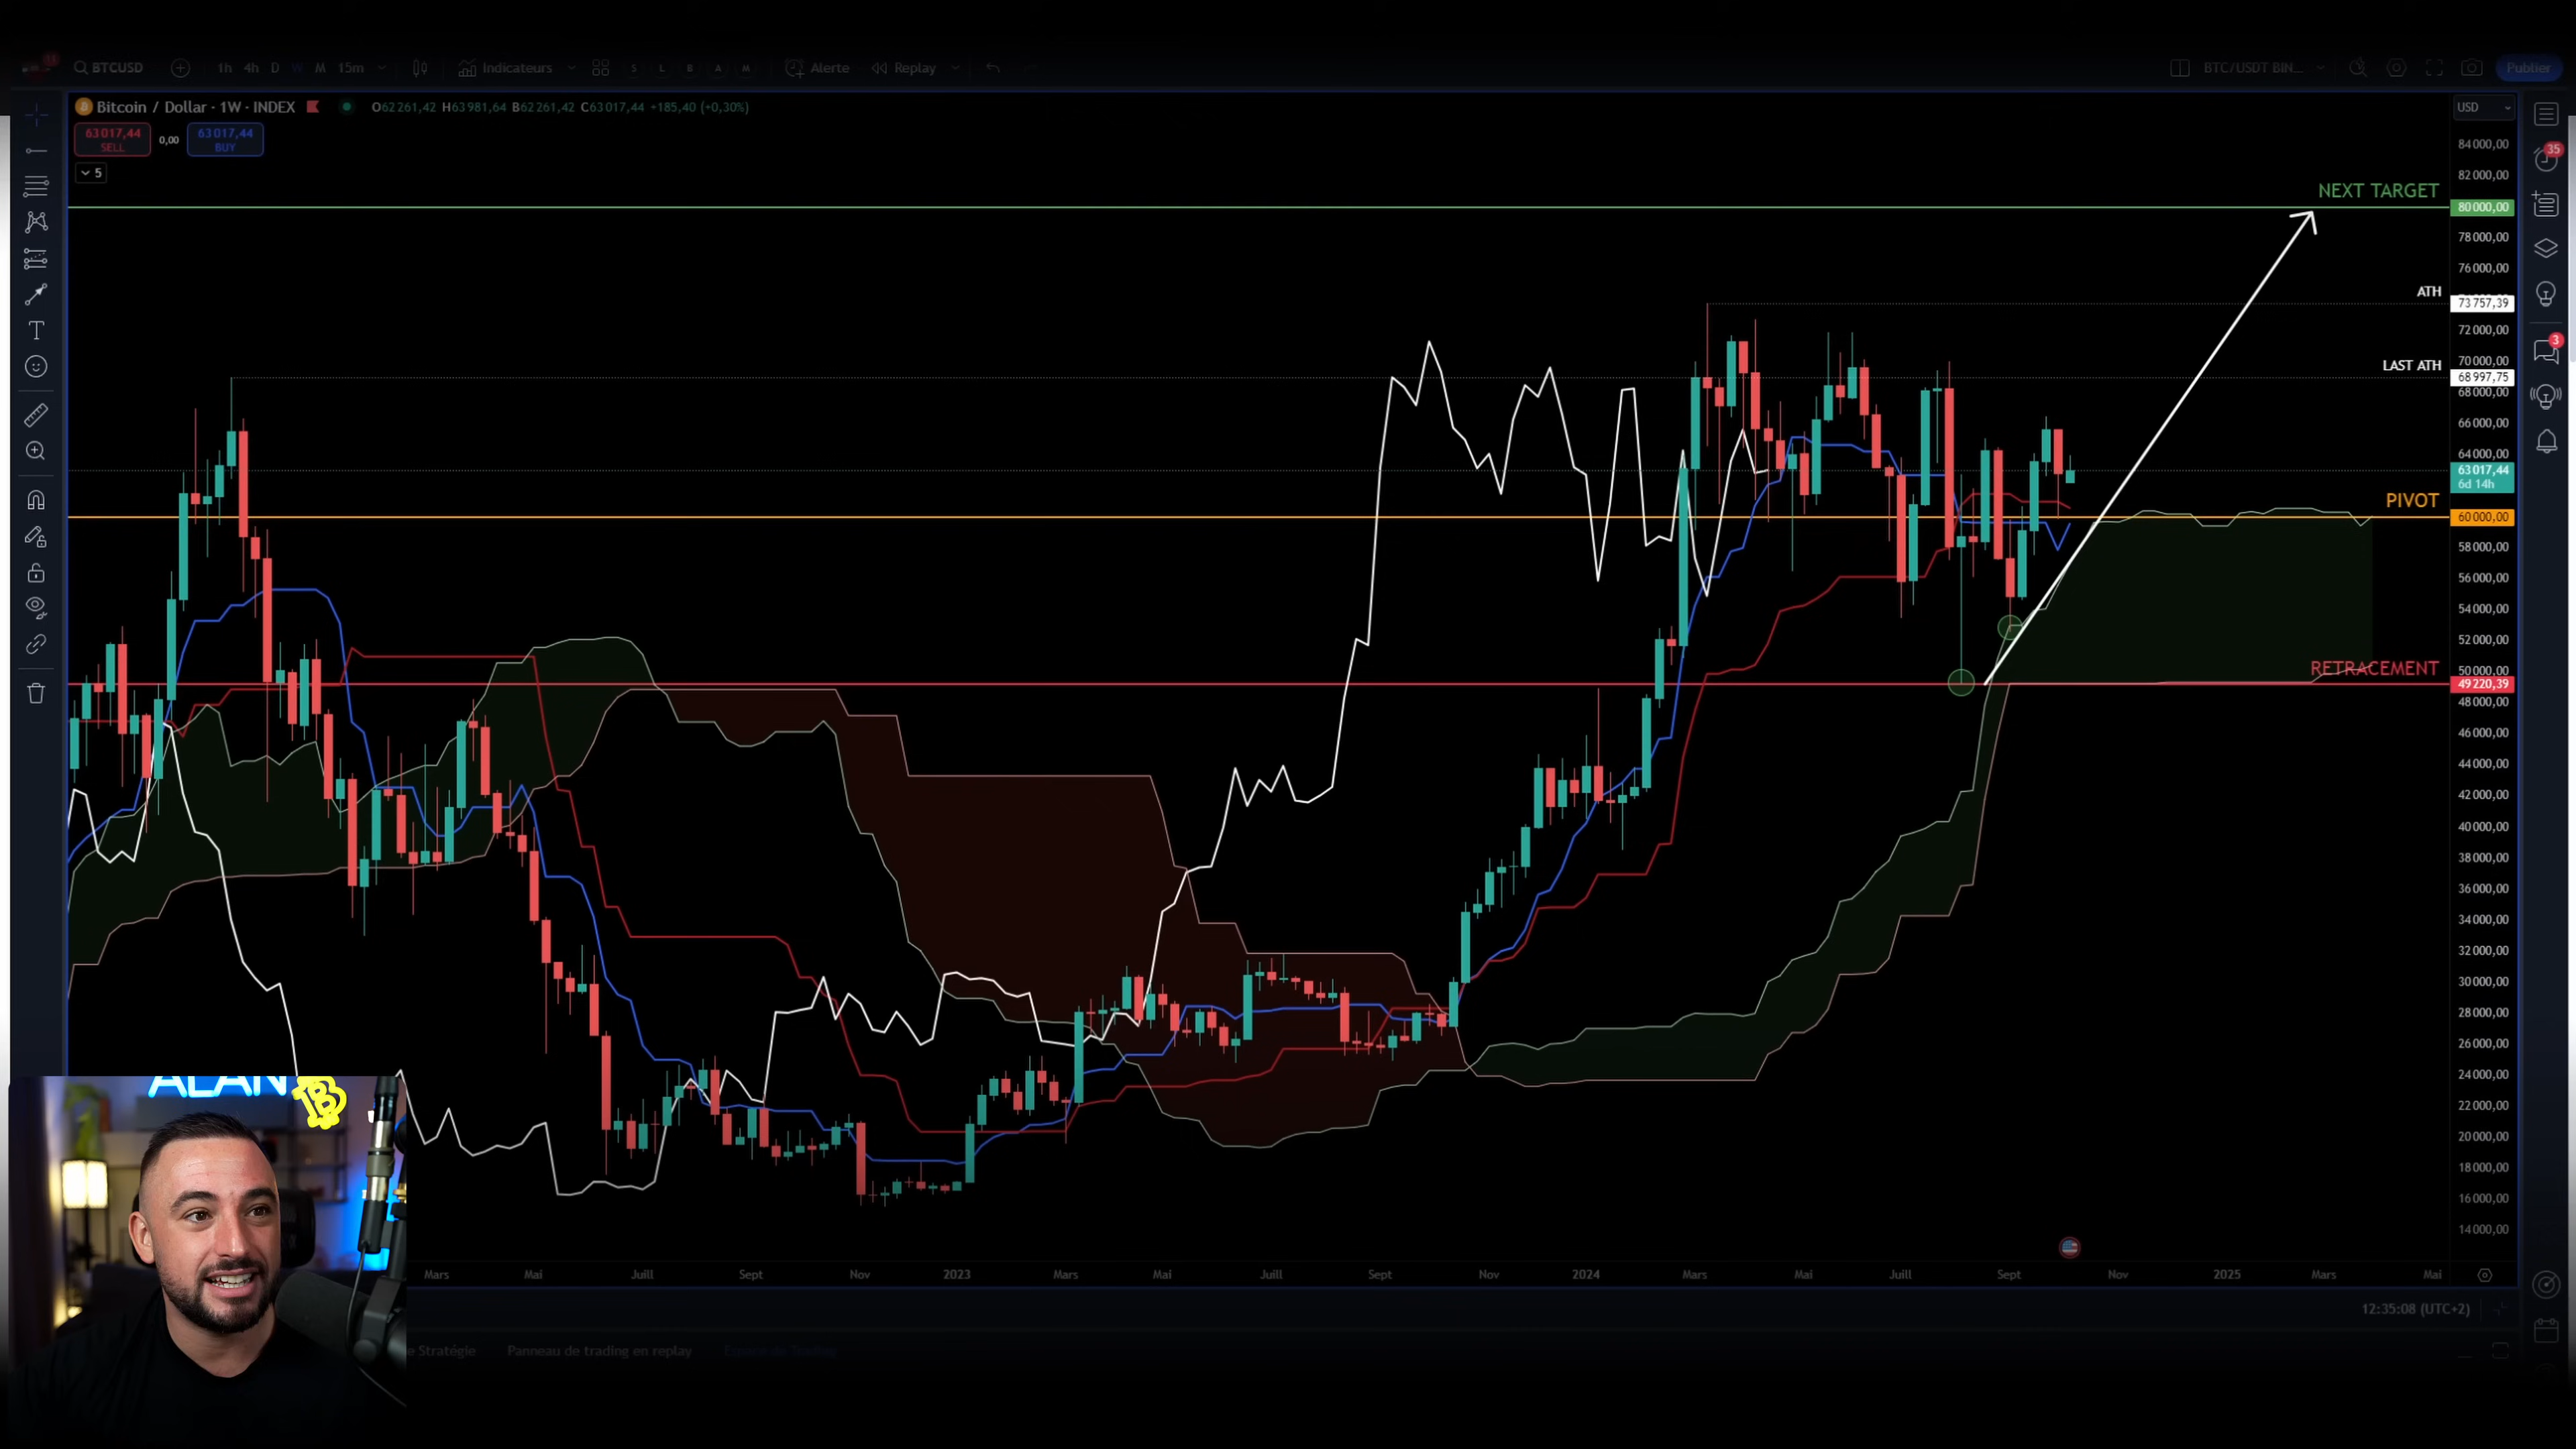 BTCUSD 1h 4h D W M 15m Indicateurs S L B A M Alerte Replay BTC/USDT BIN... Publier
Bitcoin / Dollar · 1W · INDEX O62 261,42 H63 981,64 B62 261,42 C63 017,44 +185,40 (+0,30%)
USD
63 017,44 SELL
0,00
63 017,44 BUY
5
35
3
84 000,00
82 000,00
NEXT TARGET
80 000,00
78 000,00
76 000,00
ATH
73 757,39
72 000,00
70 000,00
LAST ATH
68 997,75
68 000,00
66 000,00
64 000,00
63 017,44
6d 14h
PIVOT
60 000,00
58 000,00
56 000,00
54 000,00
52 000,00
50 000,00
RETRACEMENT
49 220,39
48 000,00
46 000,00
44 000,00
42 000,00
40 000,00
38 000,00
36 000,00
34 000,00
32 000,00
30 000,00
28 000,00
26 000,00
24 000,00
22 000,00
20 000,00
18 000,00
16 000,00
14 000,00
ALAN
Mars Mai Juill Sept Nov 2023 Mars Mai Juill Sept Nov 2024 Mars Mai Juill Sept Nov 2025 Mars Mai
12:35:08 (UTC+2)
Stratégie Panneau de trading en replay